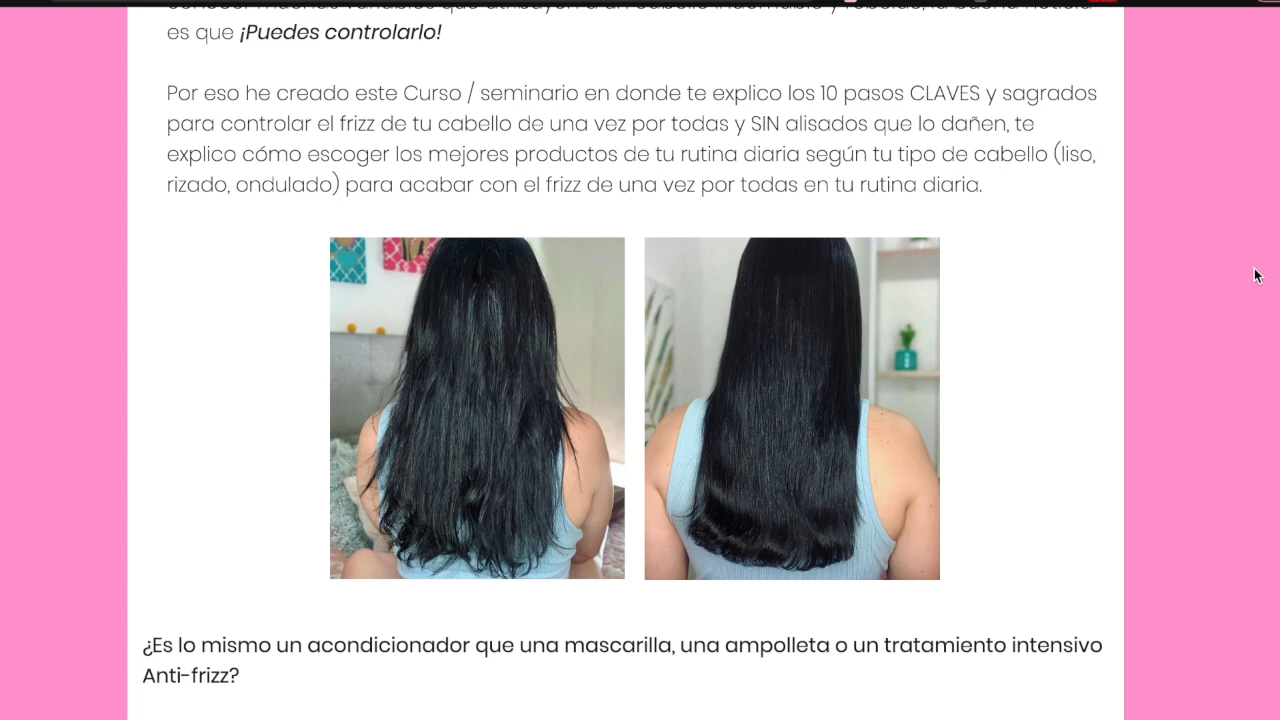 es que ¡Puedes controlarlo!
Por eso he creado este Curso / seminario en donde te explico los 10 pasos CLAVES y sagrados
para controlar el frizz de tu cabello de una vez por todas y SIN alisados que lo dañen, te
explico cómo escoger los mejores productos de tu rutina diaria según tu tipo de cabello (liso,
rizado, ondulado) para acabar con el frizz de una vez por todas en tu rutina diaria.
¿Es lo mismo un acondicionador que una mascarilla, una ampolleta o un tratamiento intensivo
Anti-frizz?